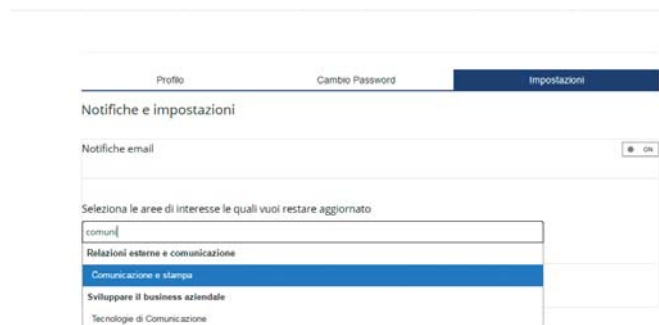 Profilo Cambio Password Impostazioni
Notifiche e impostazioni
Notifiche email ON
Seleziona le aree di interesse le quali vuoi restare aggiornato
comuni
Relazioni esterne e comunicazione
Comunicazione e stampa
Sviluppare il business aziendale
Tecnologie di Comunicazione